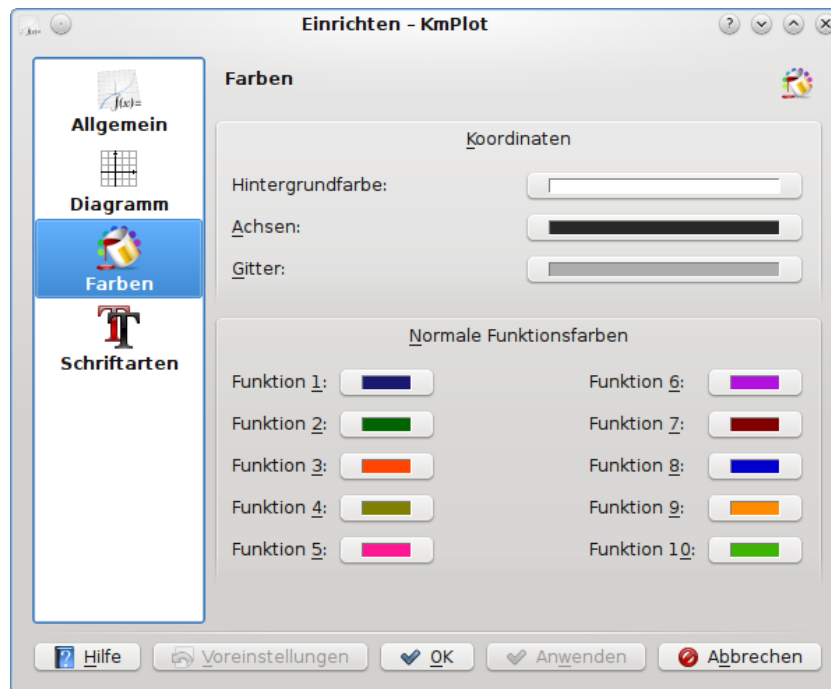 Einrichten – KmPlot
Allgemein
Diagramm
Farben
Schriftarten
Farben
Koordinaten
Hintergrundfarbe:
Achsen:
Gitter:
Normale Funktionsfarben
Funktion 1:
Funktion 2:
Funktion 3:
Funktion 4:
Funktion 5:
Funktion 6:
Funktion 7:
Funktion 8:
Funktion 9:
Funktion 10:
Hilfe
Voreinstellungen
OK
Anwenden
Abbrechen